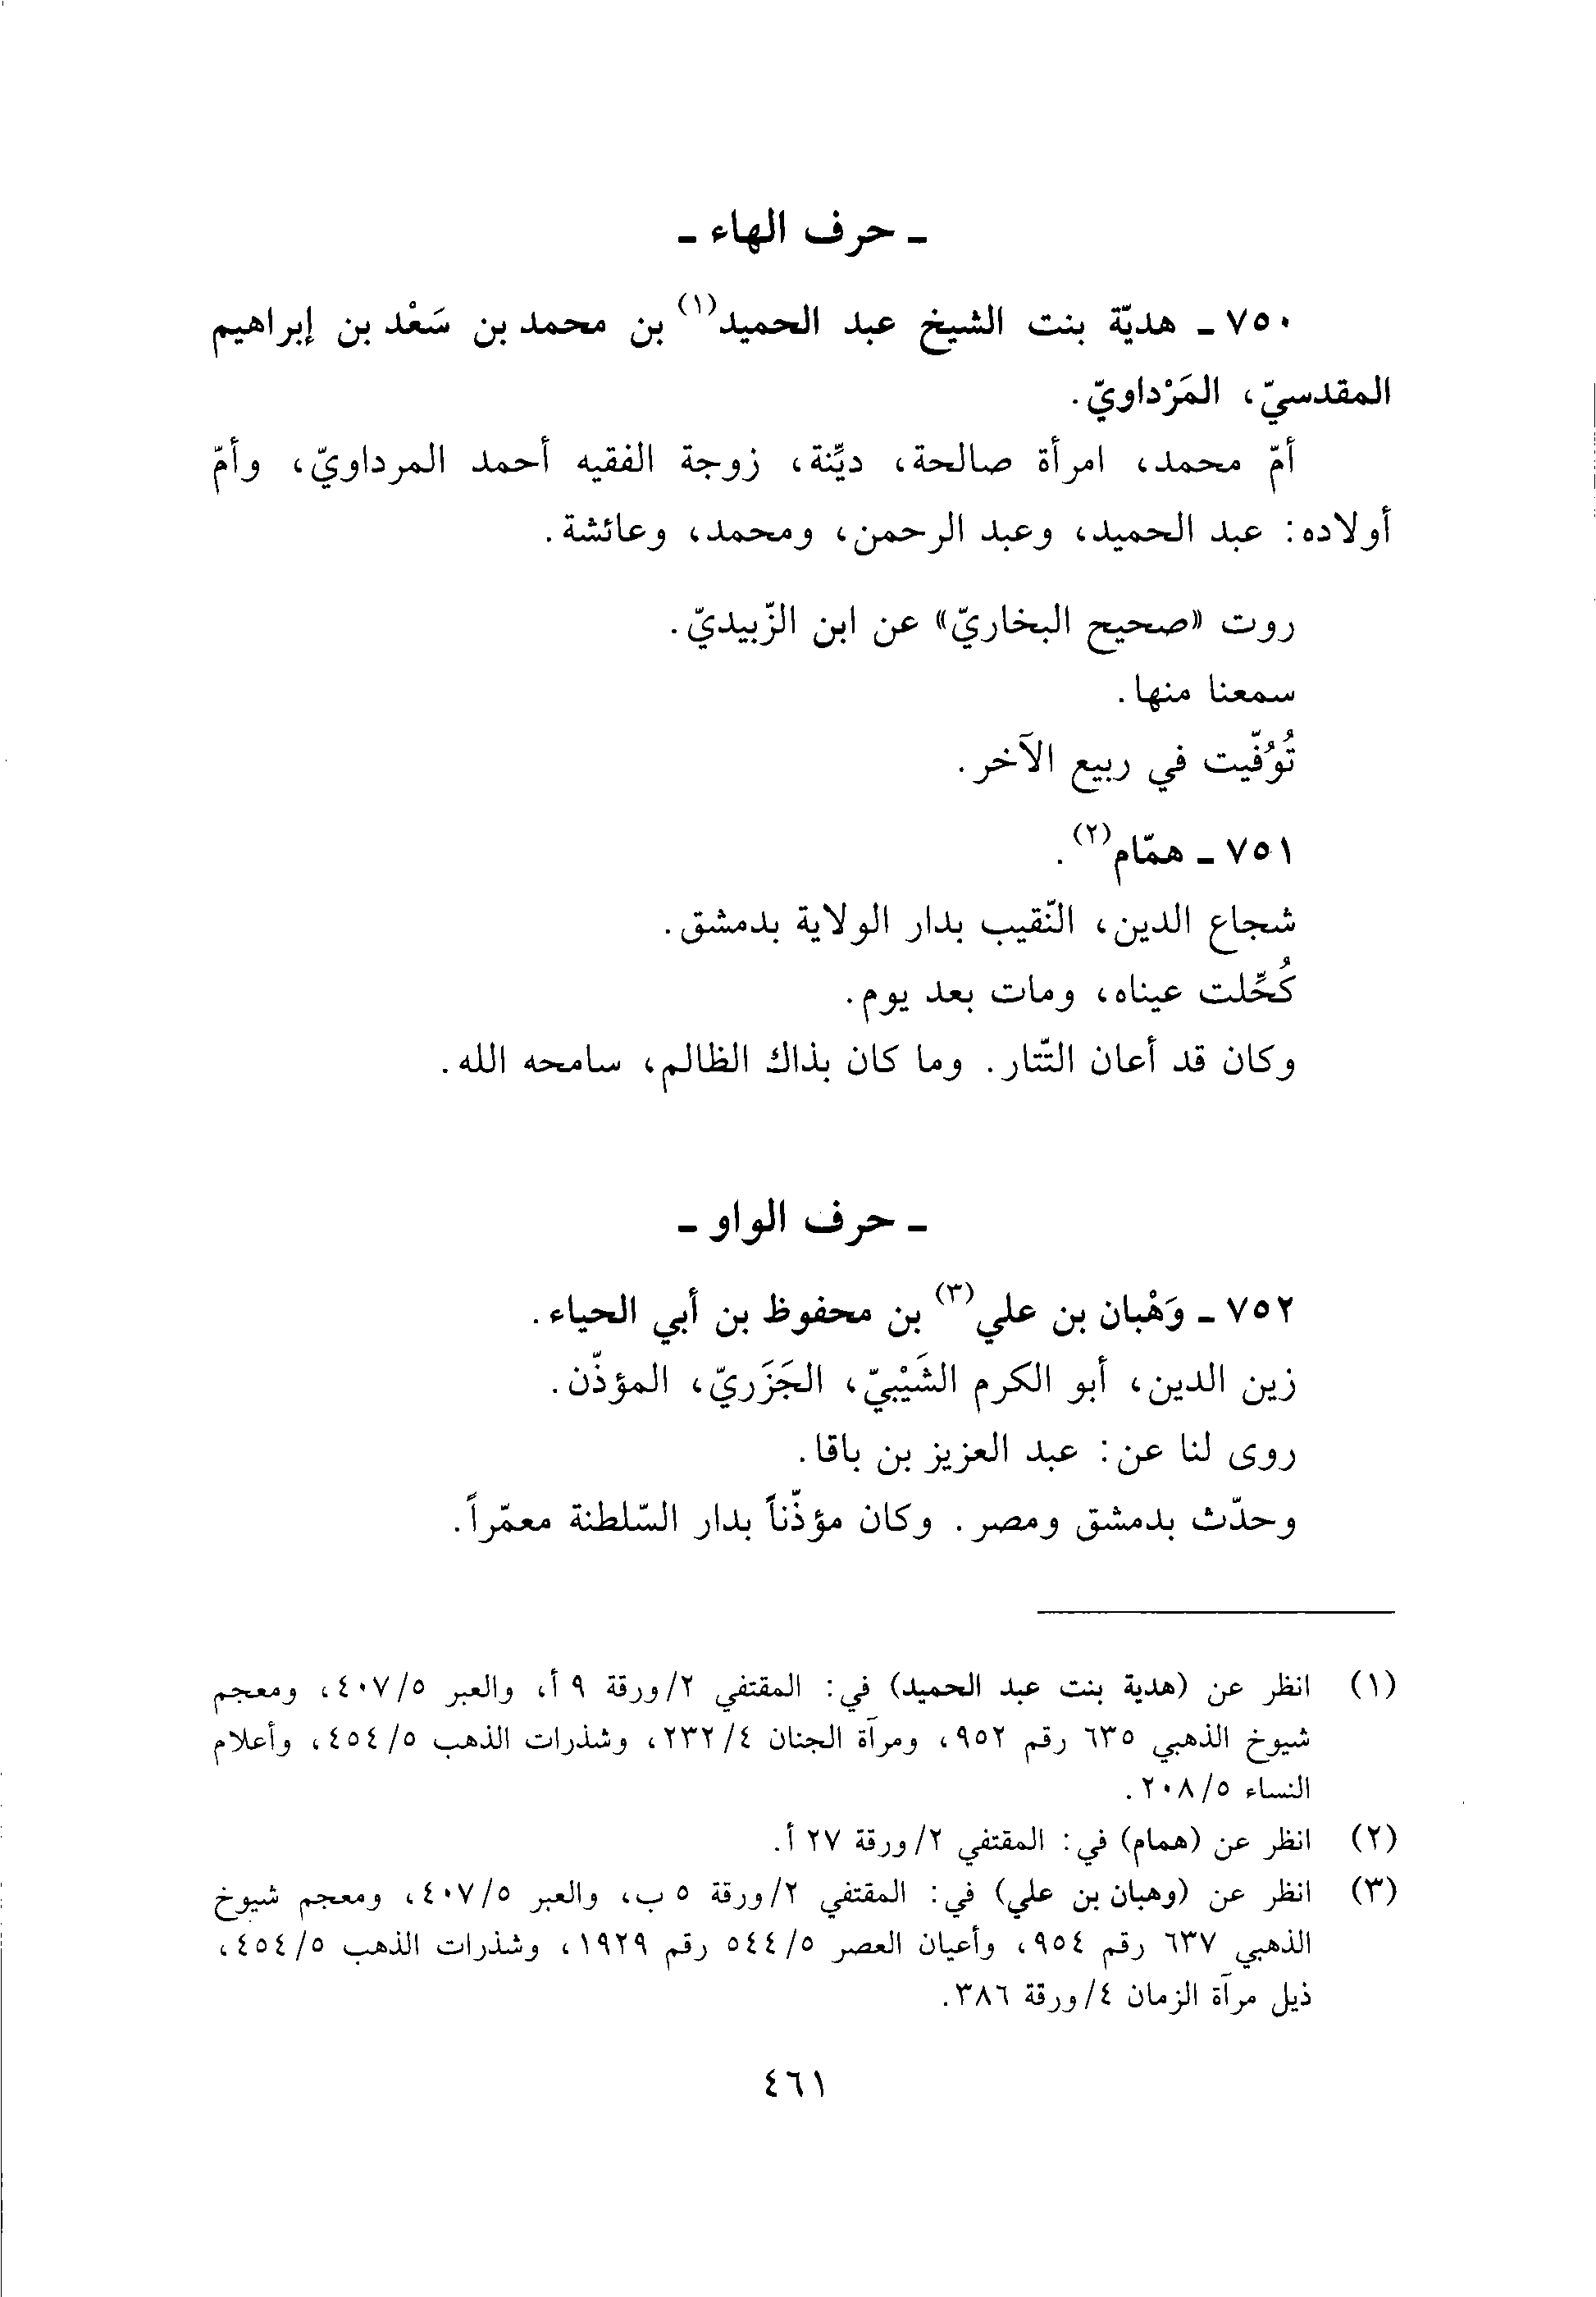 - حرف الهاء -
٧٥٠ - هديّة بنت الشيخ عبد الحميد(١) بن محمد بن سَعْد بن إبراهيم
المقدسيّ، المَرْداويّ.
أمّ محمد، امرأة صالحة، ديِّنة، زوجة الفقيه أحمد المرداويّ، وأمّ
أولاده: عبد الحميد، وعبد الرحمن، ومحمد، وعائشة.
روت «صحيح البخاريّ» عن ابن الزّبيديّ.
سمعنا منها.
تُوُفّيت في ربيع الآخر.
٧٥١ - همّام(٢).
شجاع الدين، النّقيب بدار الولاية بدمشق.
كُحِّلت عيناه، ومات بعد يوم.
وكان قد أعان التّتار. وما كان بذاك الظالم، سامحه الله.
- حرف الواو -
٧٥٢ - وَهْبان بن علي(٣) بن محفوظ بن أبي الحياء.
زين الدين، أبو الكرم الشَيْبيّ، الجَزَريّ، المؤذّن.
روى لنا عن: عبد العزيز بن باقا.
وحدّث بدمشق ومصر. وكان مؤذّناً بدار السّلطنة معمّراً.
(١) انظر عن (هدية بنت عبد الحميد) في: المقتفي ٢/ورقة ٩ أ، والعبر ٤٠٧/٥، ومعجم
شيوخ الذهبي ٦٣٥ رقم ٩٥٢، ومرآة الجنان ٢٣٢/٤، وشذرات الذهب ٤٥٤/٥، وأعلام
النساء ٢٠٨/٥.
(٢) انظر عن (همام) في: المقتفي ٢/ورقة ٢٧ أ.
(٣) انظر عن (وهبان بن علي) في: المقتفي ٢/ورقة ٥ ب، والعبر ٤٠٧/٥، ومعجم شيوخ
الذهبي ٦٣٧ رقم ٩٥٤، وأعيان العصر ٥٤٤/٥ رقم ١٩٢٩، وشذرات الذهب ٤٥٤/٥،
ذيل مرآة الزمان ٤/ورقة ٣٨٦.
٤٦١